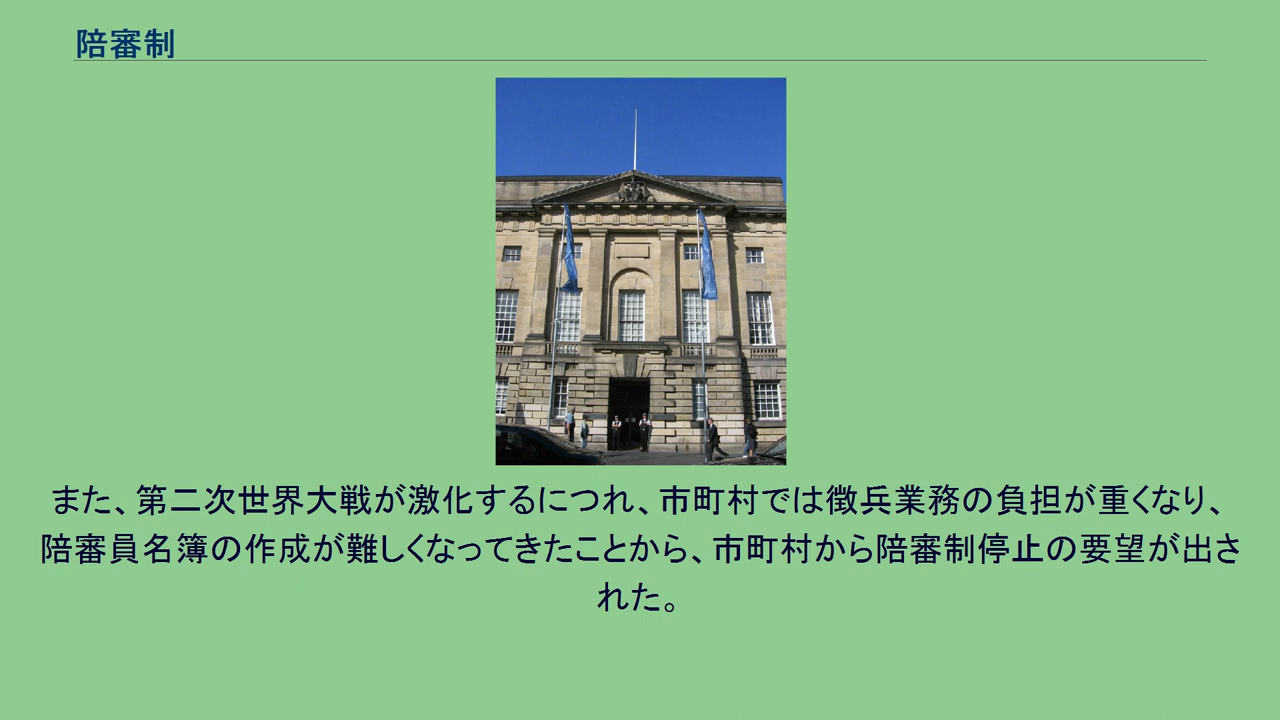 陪審制
また、第二次世界大戦が激化するにつれ、市町村では徴兵業務の負担が重くなり、
陪審員名簿の作成が難しくなってきたことから、市町村から陪審制停止の要望が出さ
れた。